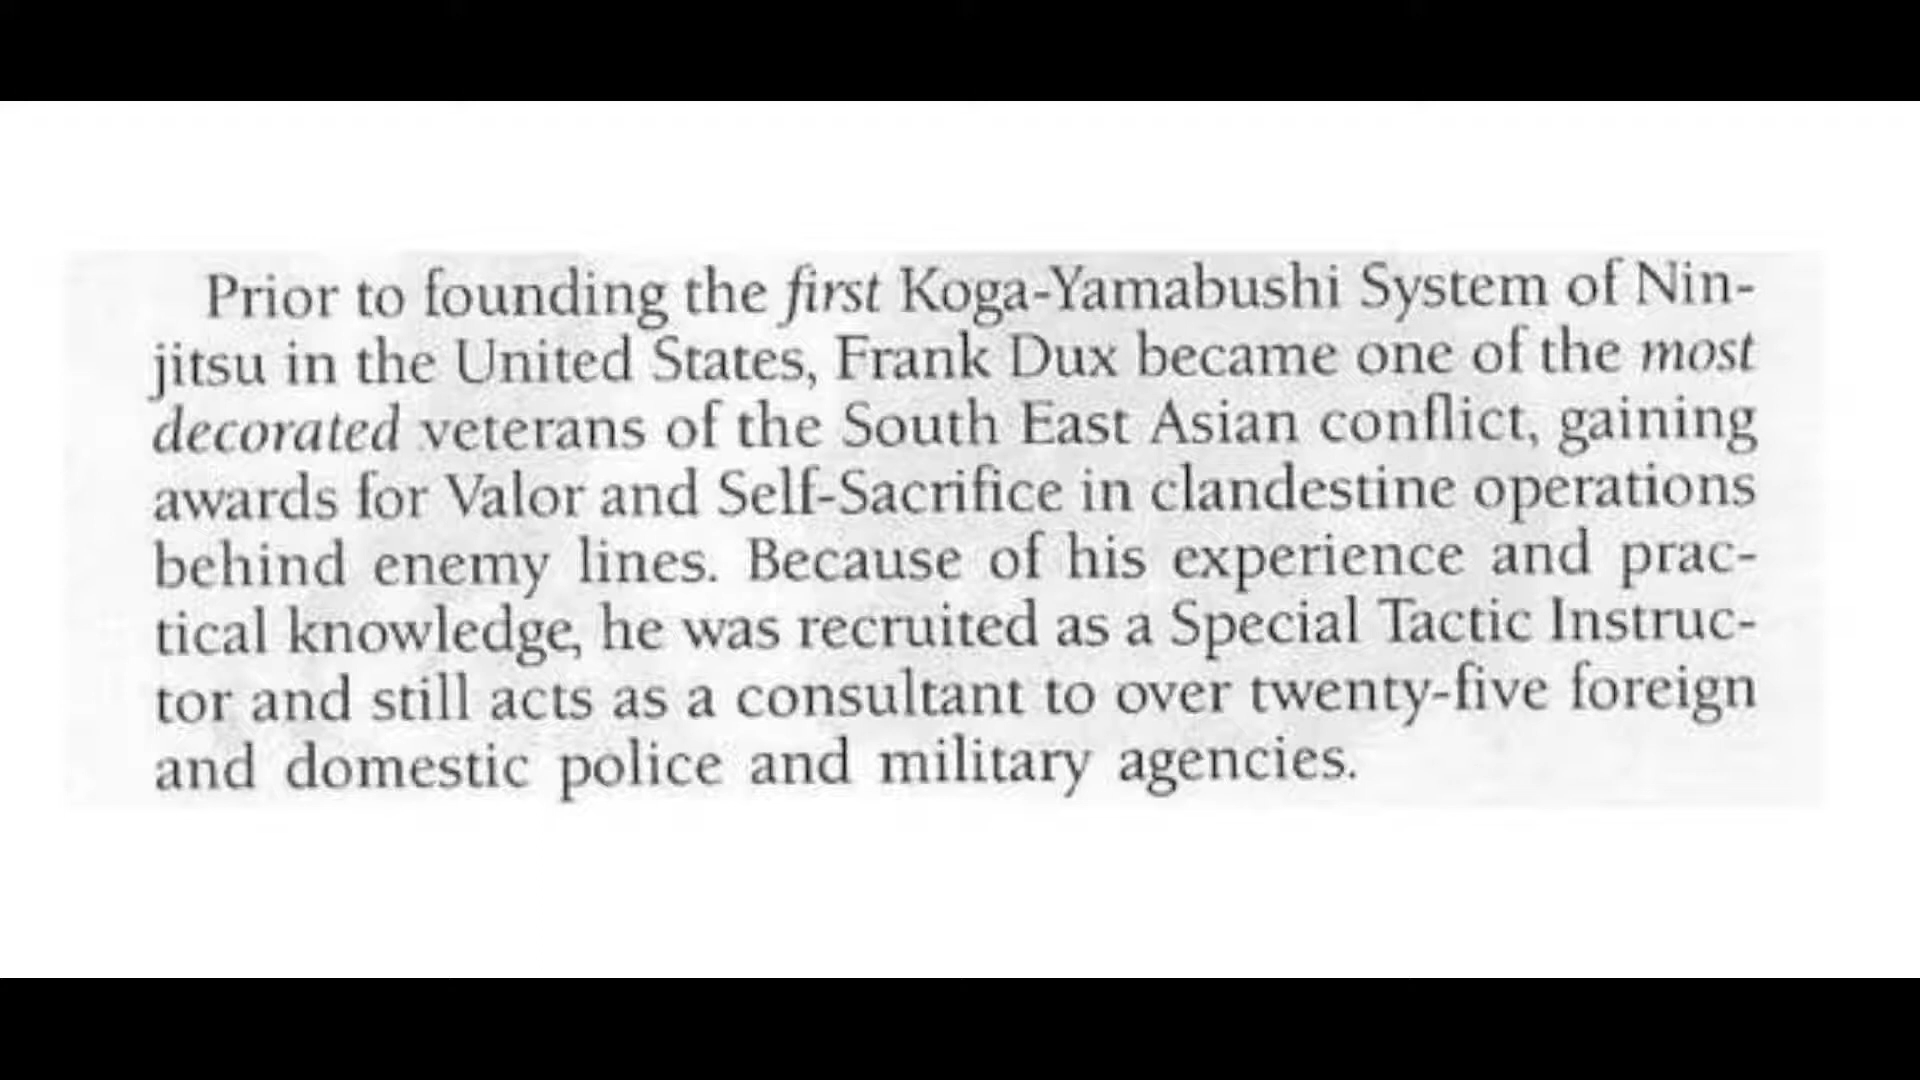 Prior to founding the first Koga-Yamabushi System of Nin-
jitsu in the United States, Frank Dux became one of the most
decorated veterans of the South East Asian conflict, gaining
awards for Valor and Self-Sacrifice in clandestine operations
behind enemy lines. Because of his experience and prac-
tical knowledge, he was recruited as a Special Tactic Instruc-
tor and still acts as a consultant to over twenty-five foreign
and domestic police and military agencies.